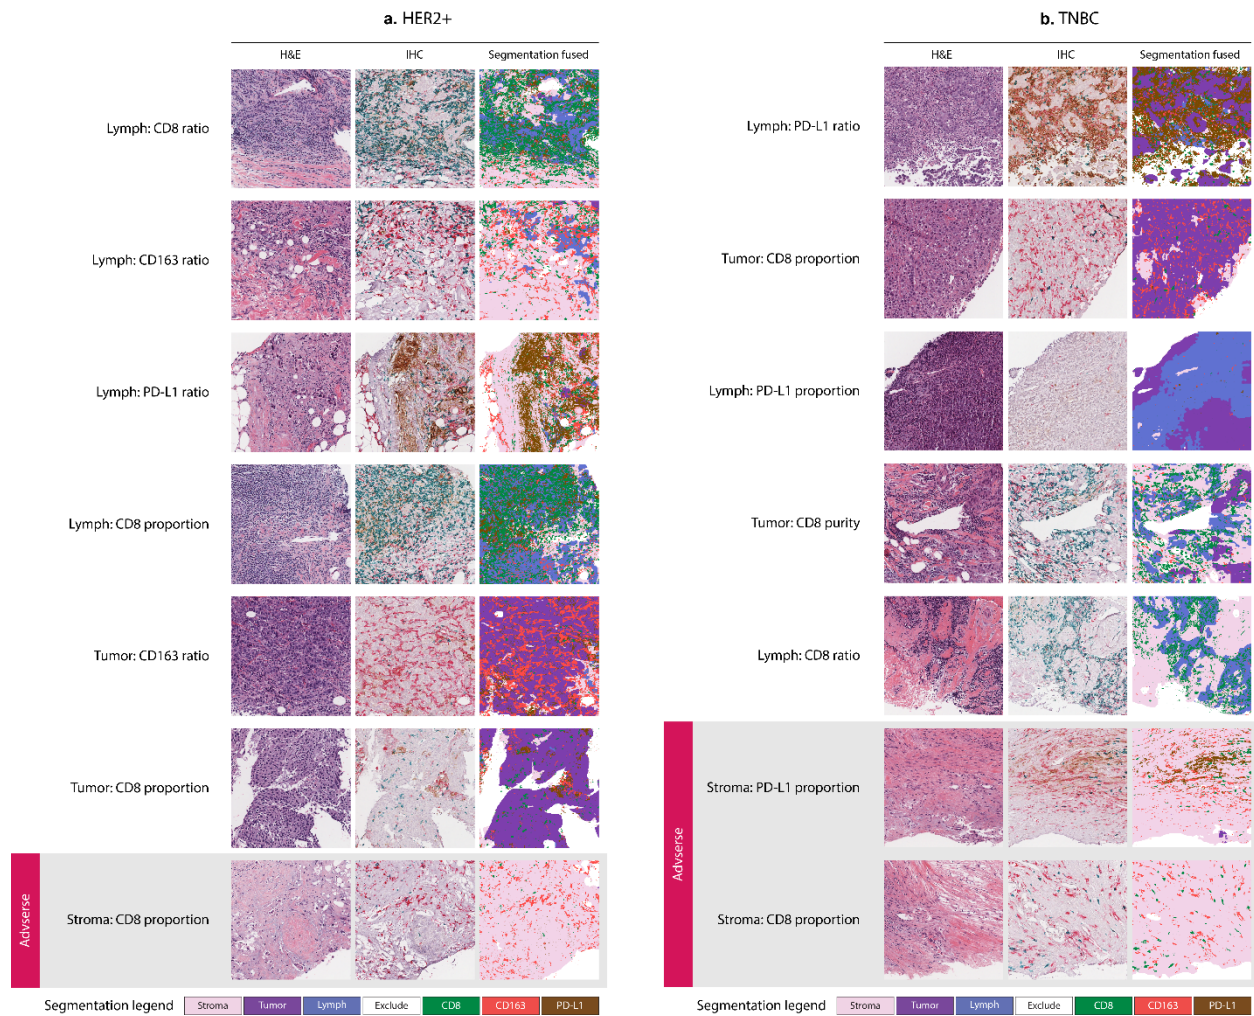 a. HER2+
H&E IHC Segmentation fused
Lymph: CD8 ratio
Lymph: CD163 ratio
Lymph: PD-L1 ratio
Lymph: CD8 proportion
Tumor: CD163 ratio
Tumor: CD8 proportion
Advserse
Stroma: CD8 proportion
Segmentation legend Stroma Tumor Lymph Exclude CD8 CD163 PD-L1
b. TNBC
H&E IHC Segmentation fused
Lymph: PD-L1 ratio
Tumor: CD8 proportion
Lymph: PD-L1 proportion
Tumor: CD8 purity
Lymph: CD8 ratio
Advserse
Stroma: PD-L1 proportion
Stroma: CD8 proportion
Segmentation legend Stroma Tumor Lymph Exclude CD8 CD163 PD-L1